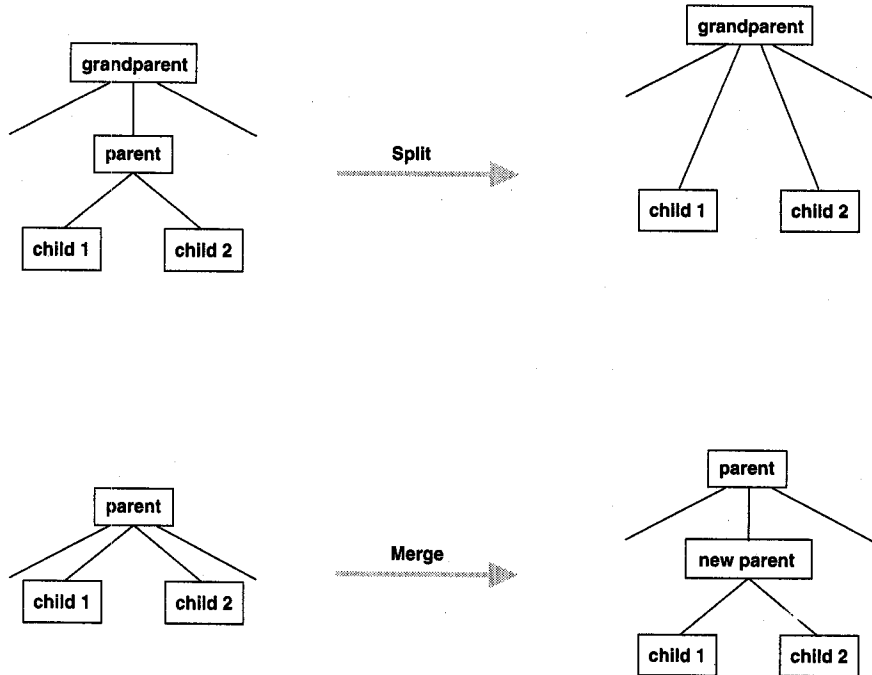 grandparent
parent
child 1
child 2
Split
grandparent
child 1
child 2
parent
child 1
child 2
Merge
parent
new parent
child 1
child 2